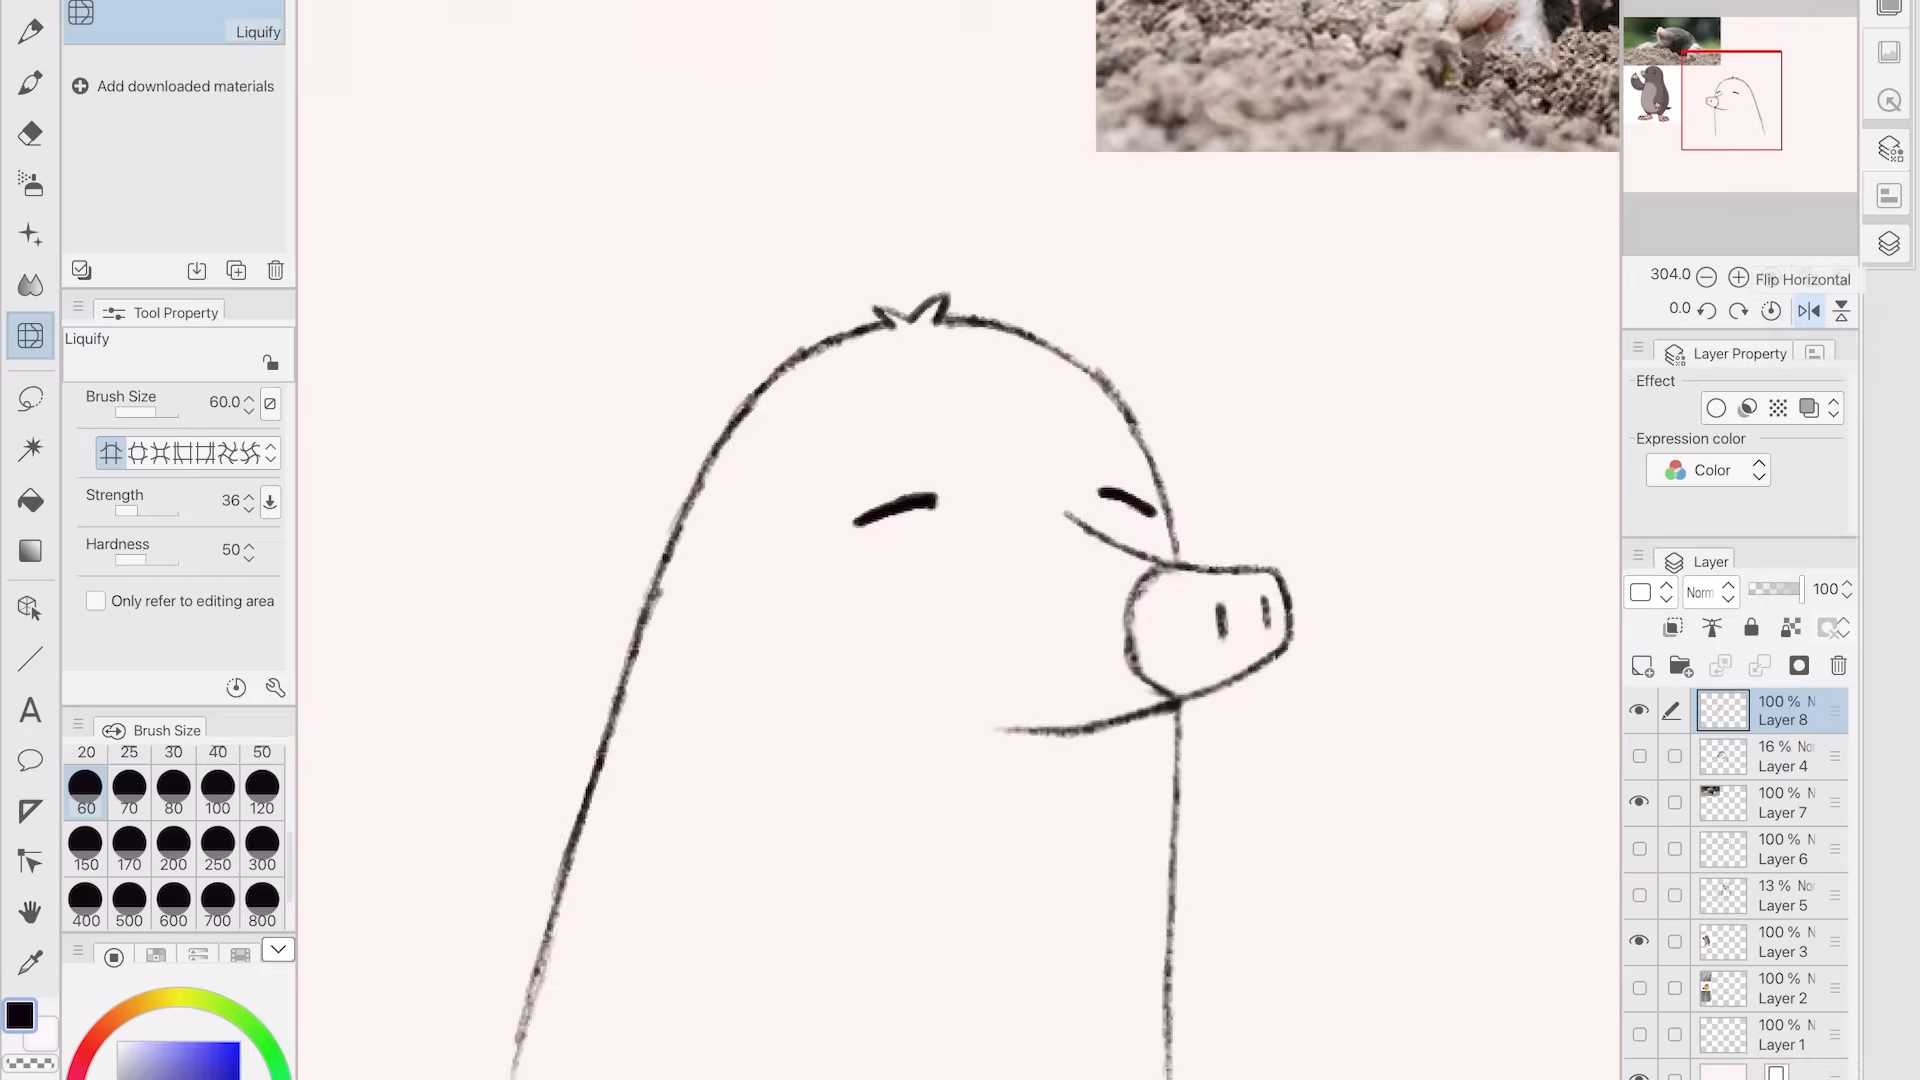 Liquify
Add downloaded materials
Tool Property
Liquify
Brush Size 60.0
Strength 36
Hardness 50
Only refer to editing area
Brush Size
20 25 30 40 50
60 70 80 100 120
150 170 200 250 300
400 500 600 700 800
A
304.0 Flip Horizontal
0.0
Layer Property
Effect
Expression color
Color
Layer
Norm 100
100 % N
Layer 8
16 % No
Layer 4
100 % N
Layer 7
100 % N
Layer 6
13 % No
Layer 5
100 % N
Layer 3
100 % N
Layer 2
100 % N
Layer 1